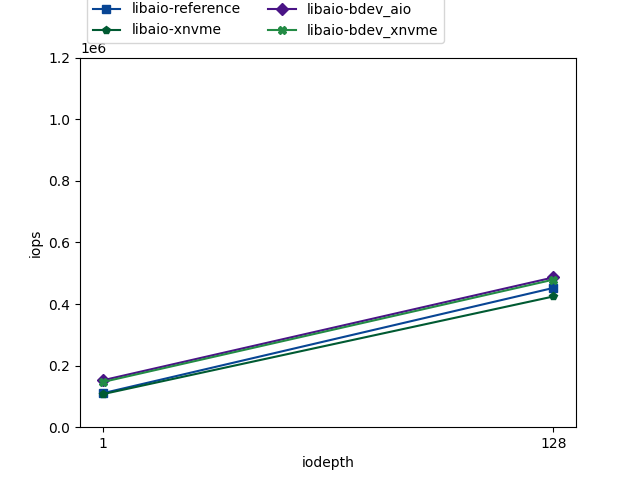 libaio-reference
libaio-xnvme
libaio-bdev_aio
libaio-bdev_xnvme
1e6
1.2
1.0
0.8
0.6
0.4
0.2
0.0
iops
1
128
iodepth